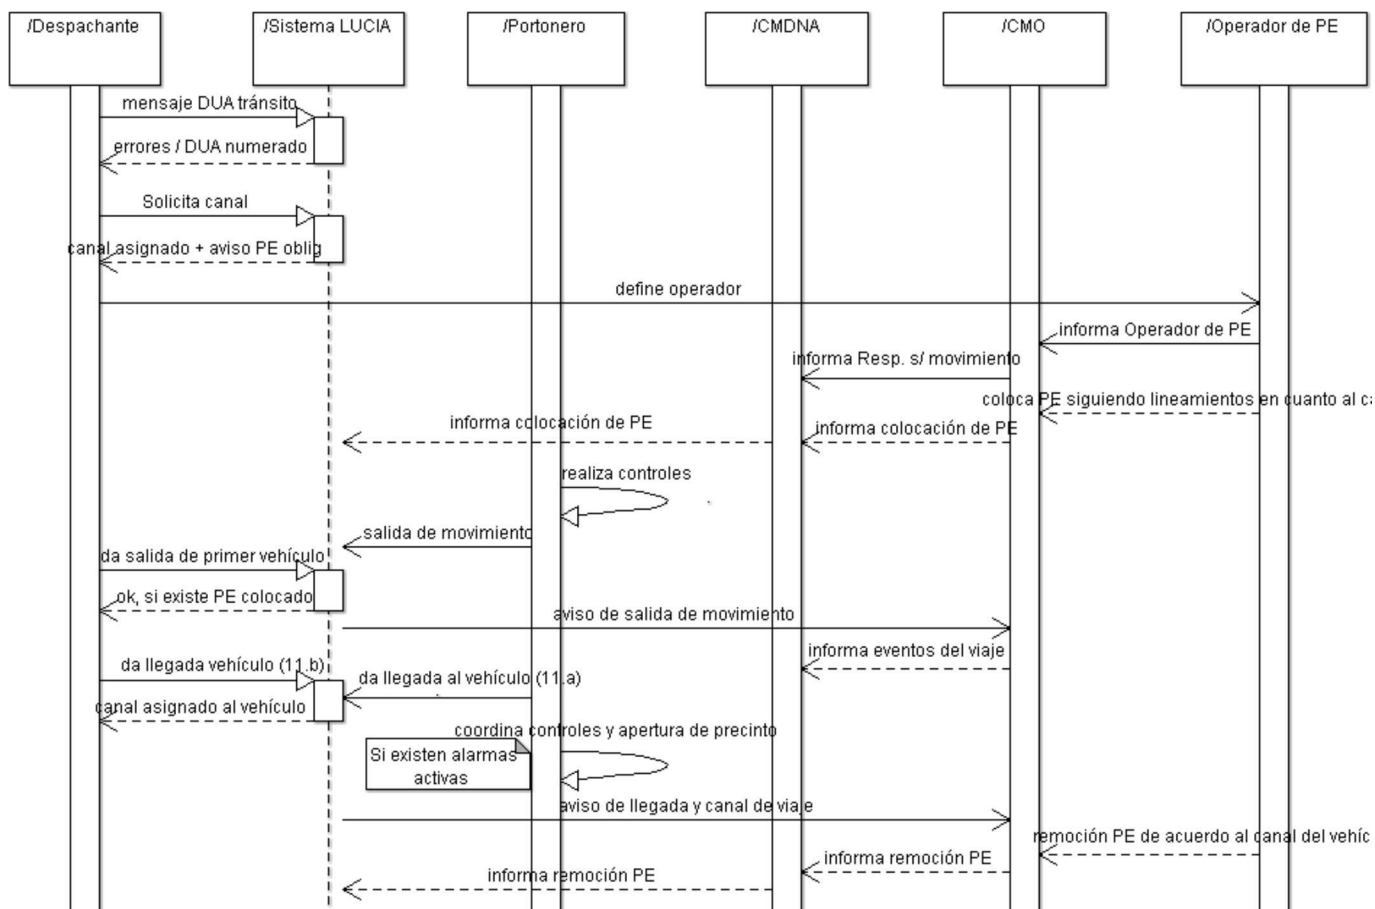 /Despachante
/Sistema LUCIA
/Portonero
/CMDNA
/CMO
/Operador de PE
mensaje DUA tránsito
errores / DUA numerado
Solicita canal
canal asignado + aviso PE oblig
define operador
informa Operador de PE
informa Resp. s/ movimiento
coloca PE siguiendo lineamientos en cuanto al
informa colocación de PE
informa colocación de PE
realiza controles
salida de movimiento
da salida de primer vehículo
ok, si existe PE colocado
aviso de salida de movimiento
informa eventos del viaje
da llegada vehículo (11.b)
da llegada al vehículo (11.a)
canal asignado al vehículo
coordina controles y apertura de precinto
Si existen alarmas
activas
aviso de llegada y canal de viaje
remoción PE de acuerdo al canal del vehíc
informa remoción PE
informa remoción PE